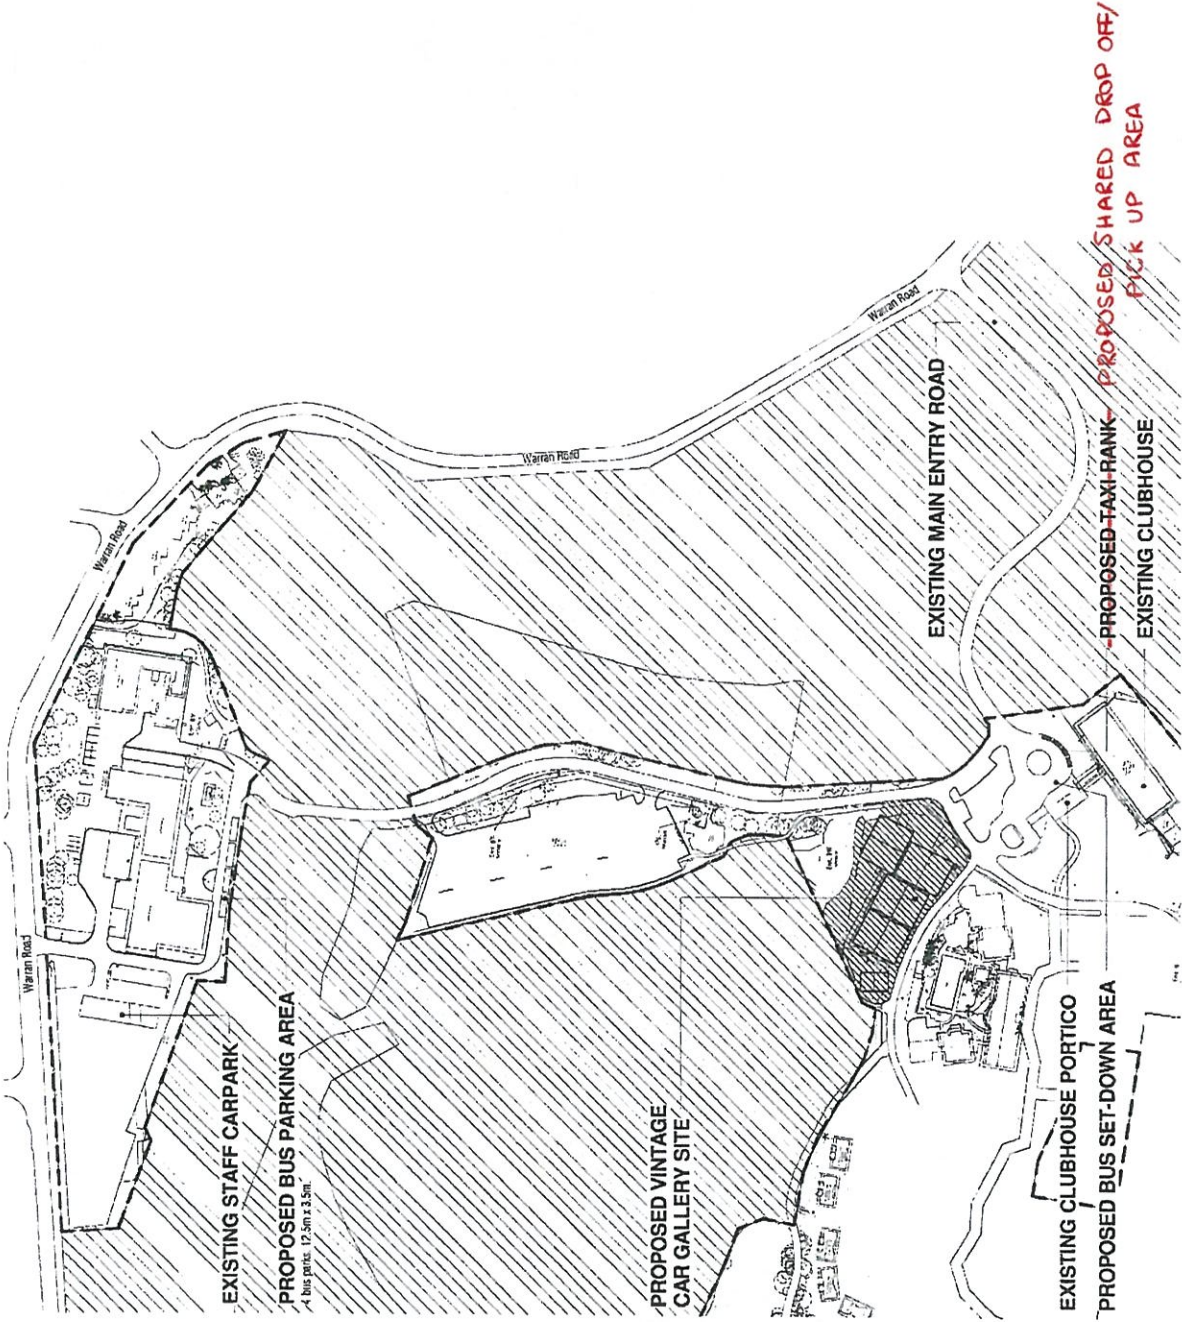 Warran Road
Warran Road
Warran Road
Warran Road
EXISTING STAFF CARPARK
PROPOSED BUS PARKING AREA
4 bus parks. 12.5m x 3.5m.
PROPOSED VINTAGE
CAR GALLERY SITE
EXISTING MAIN ENTRY ROAD
PROPOSED TAXI RANK
PROPOSED SHARED DROP OFF/
PICK UP AREA
EXISTING CLUBHOUSE
EXISTING CLUBHOUSE PORTICO
PROPOSED BUS SET-DOWN AREA